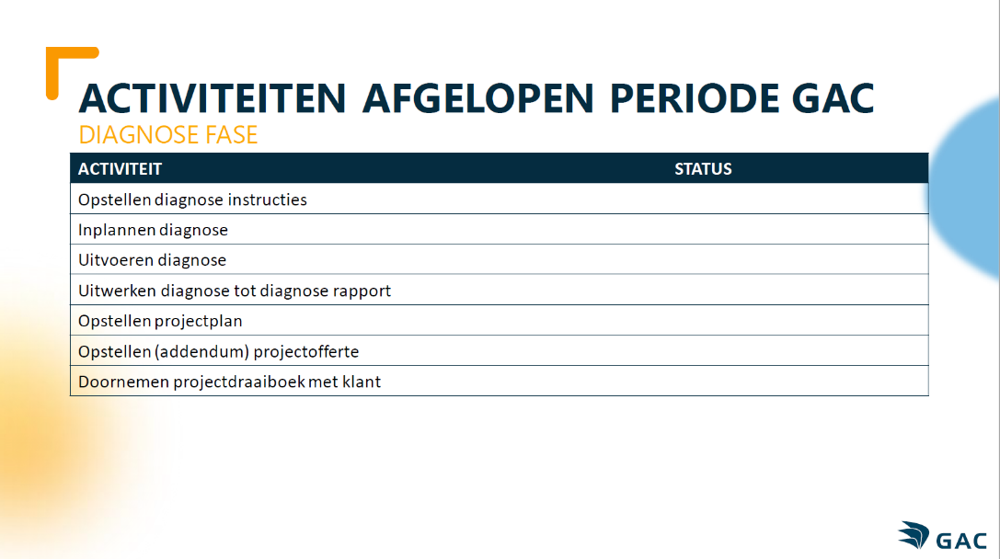 ACTIVITEITEN AFGELOPEN PERIODE GAC
DIAGNOSE FASE
ACTIVITEIT STATUS
Opstellen diagnose instructies
Inplannen diagnose
Uitvoeren diagnose
Uitwerken diagnose tot diagnose rapport
Opstellen projectplan
Opstellen (addendum) projectofferte
Doornemen projectdraaiboek met klant
GAC